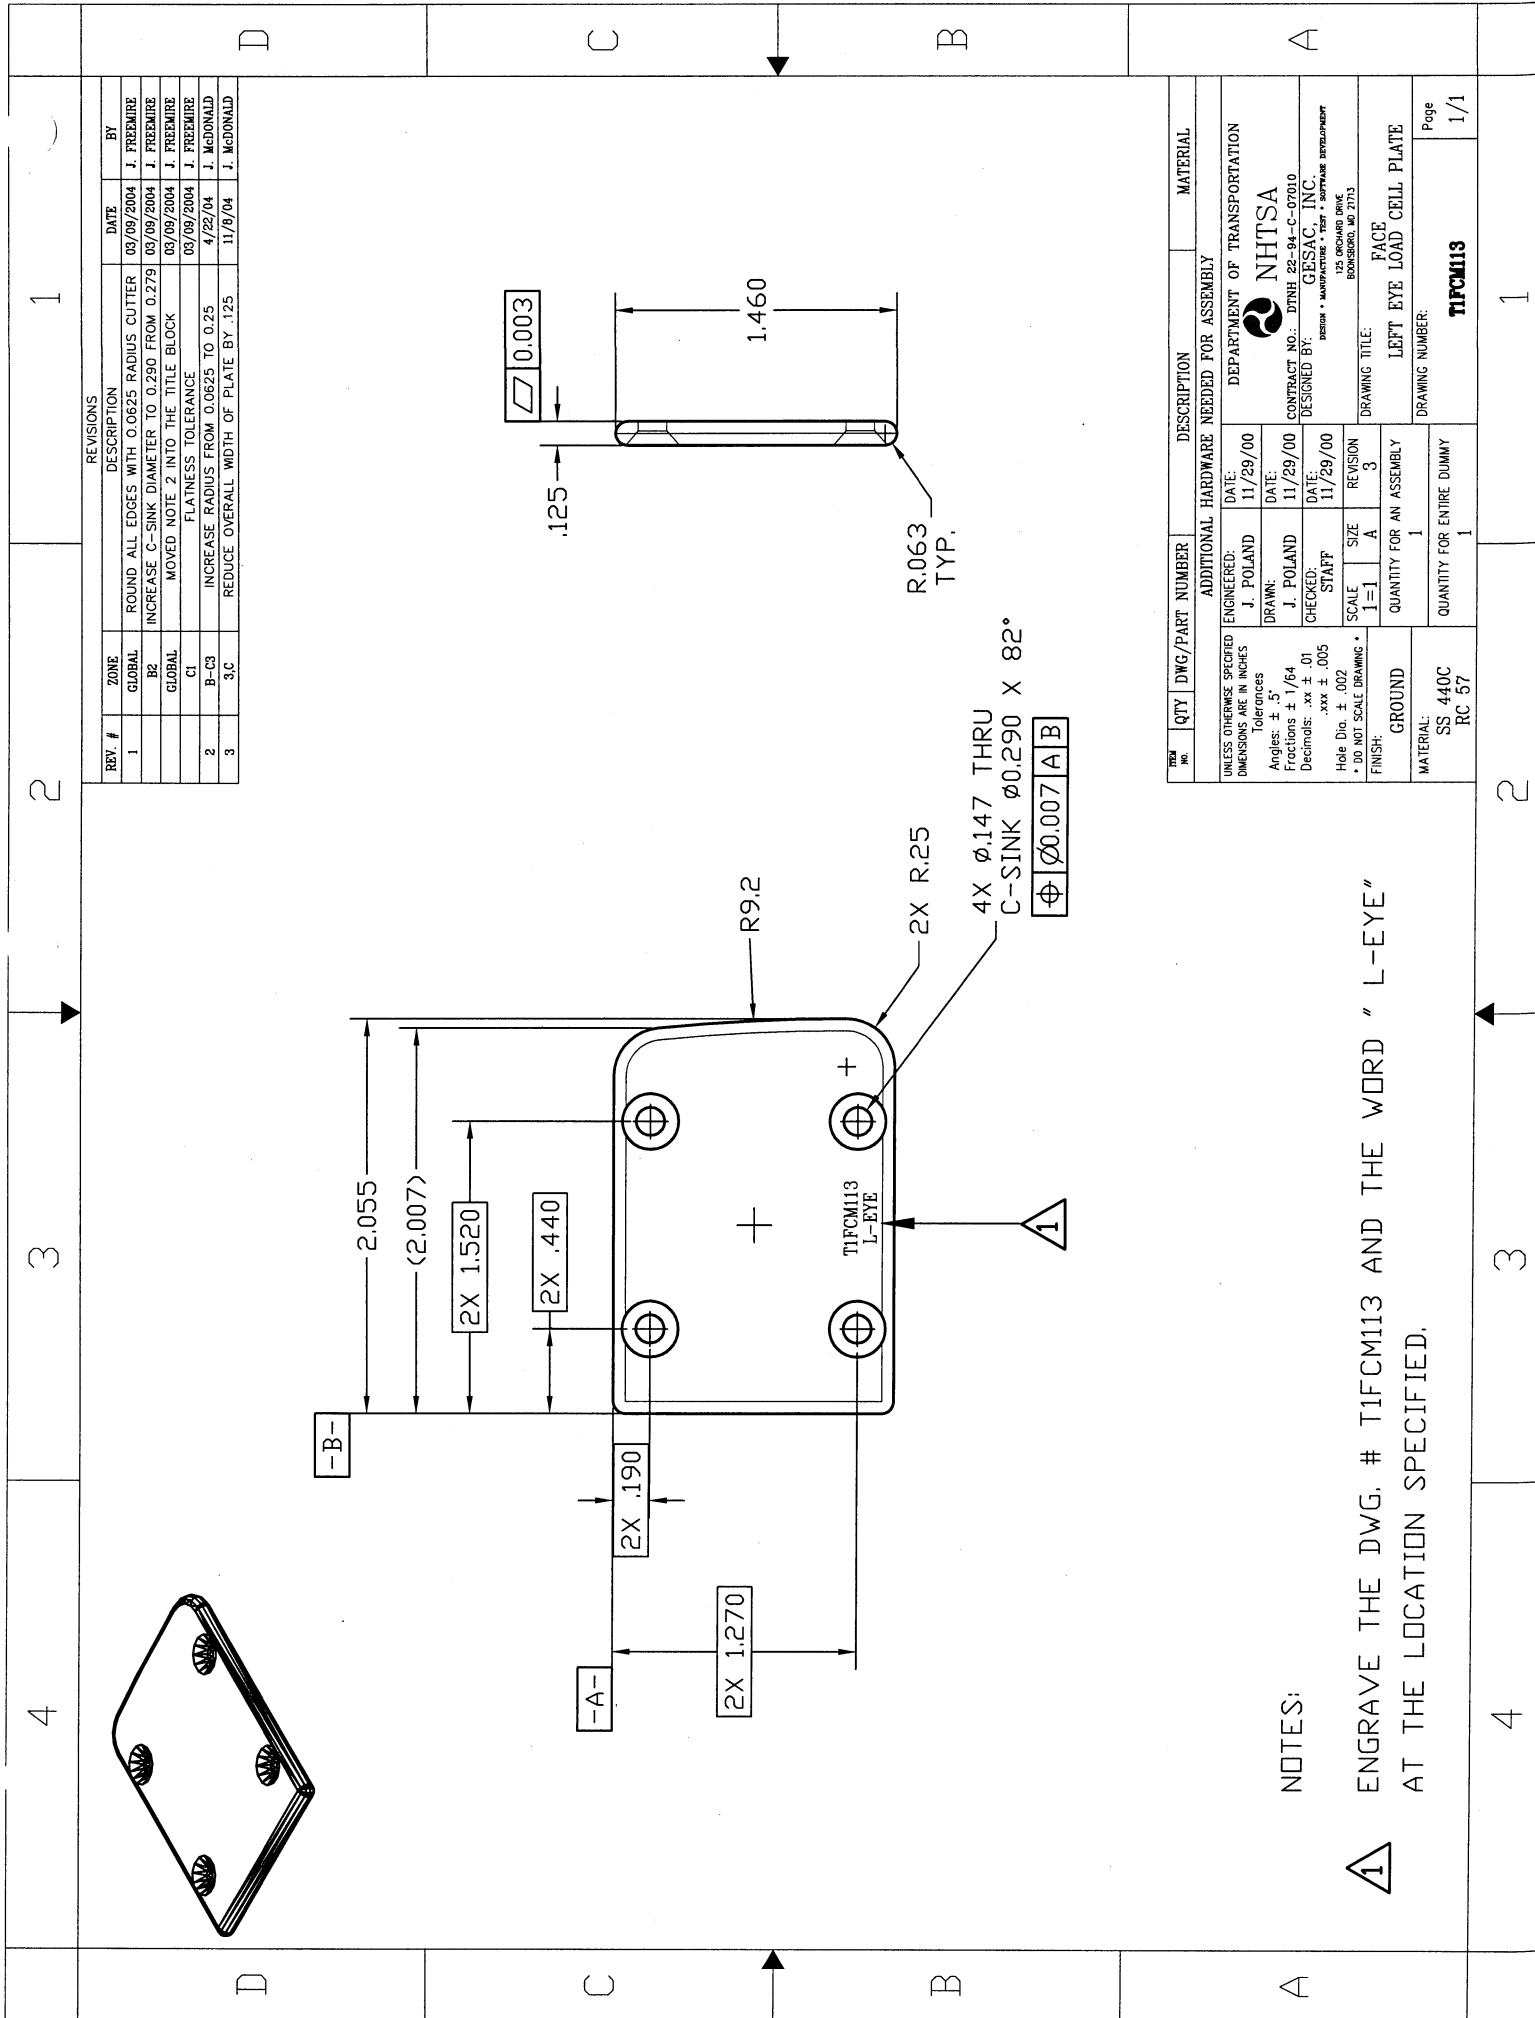 4
3
2
1
D
C
B
A
REVISIONS
REV. # ZONE DESCRIPTION DATE BY
1 GLOBAL ROUND ALL EDGES WITH 0.0625 RADIUS CUTTER 03/09/2004 J. FREEMIRE
B2 INCREASE C-SINK DIAMETER TO 0.290 FROM 0.279 03/09/2004 J. FREEMIRE
GLOBAL MOVED NOTE 2 INTO THE TITLE BLOCK 03/09/2004 J. FREEMIRE
C1 FLATNESS TOLERANCE 03/09/2004 J. FREEMIRE
2 B-C3 INCREASE RADIUS FROM 0.0625 TO 0.25 4/22/04 J. McDONALD
3 3,C REDUCE OVERALL WIDTH OF PLATE BY .125 11/8/04 J. McDONALD
-B-
2.055
(2.007)
2X 1.520
2X .440
-A-
2X .190
2X 1.270
R9.2
2X R.25
4X ø.147 THRU
C-SINK ø0.290 X 82°
⌖ Ø0.007 A B
T1FCM113
L-EYE
1
.125
⏥ 0.003
1.460
R.063
TYP.
NOTES:
1 ENGRAVE THE DWG. # T1FCM113 AND THE WORD " L-EYE"
AT THE LOCATION SPECIFIED.
ITEM NO. QTY DWG/PART NUMBER DESCRIPTION MATERIAL
ADDITIONAL HARDWARE NEEDED FOR ASSEMBLY
UNLESS OTHERWISE SPECIFIED
DIMENSIONS ARE IN INCHES
Tolerances
Angles: ± .5°
Fractions ± 1/64
Decimals: .xx ± .01
.xxx ± .005
Hole Dia. ± .002
* DO NOT SCALE DRAWING *
FINISH:
GROUND
MATERIAL:
SS 440C
RC 57
ENGINEERED:
J. POLAND
DATE:
11/29/00
DRAWN:
J. POLAND
DATE:
11/29/00
CHECKED:
STAFF
DATE:
11/29/00
SCALE
1=1
SIZE
A
REVISION
3
QUANTITY FOR AN ASSEMBLY
1
QUANTITY FOR ENTIRE DUMMY
1
DEPARTMENT OF TRANSPORTATION
NHTSA
CONTRACT NO.: DTNH 22-94-C-07010
DESIGNED BY: GESAC, INC.
DESIGN * MANUFACTURE * TEST * SOFTWARE DEVELOPMENT
125 ORCHARD DRIVE
BOONSBORO, MD 21713
DRAWING TITLE:
FACE
LEFT EYE LOAD CELL PLATE
DRAWING NUMBER:
T1FCM113
Page
1/1
4
3
2
1
D
C
B
A